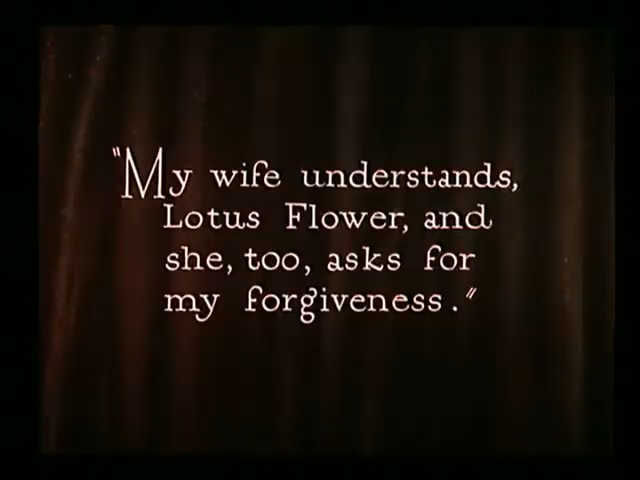 "My wife understands,
Lotus Flower, and
she, too, asks for
my forgiveness."